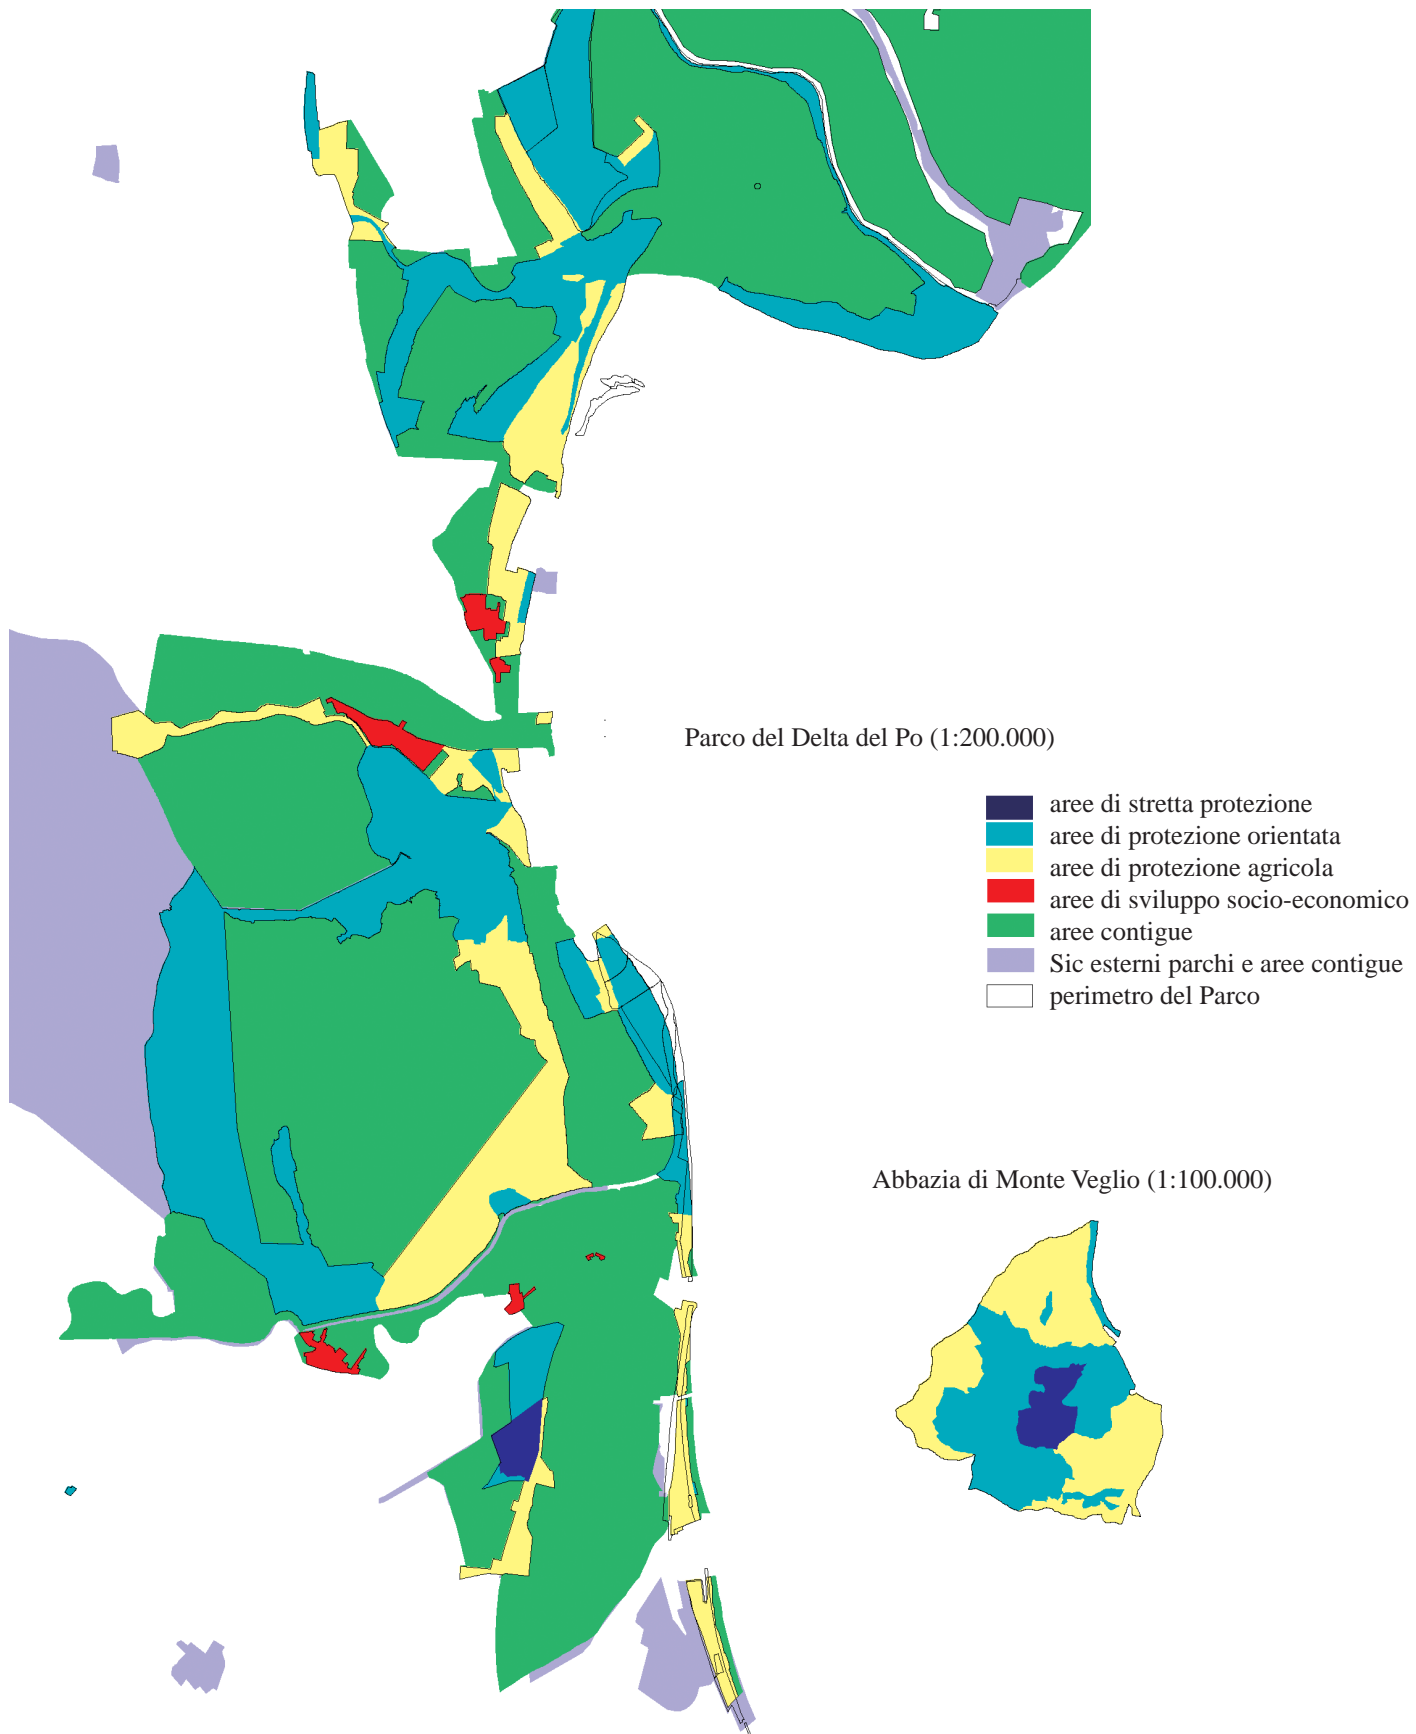 Parco del Delta del Po (1:200.000)
aree di stretta protezione
aree di protezione orientata
aree di protezione agricola
aree di sviluppo socio-economico
aree contigue
Sic esterni parchi e aree contigue
perimetro del Parco
Abbazia di Monte Veglio (1:100.000)